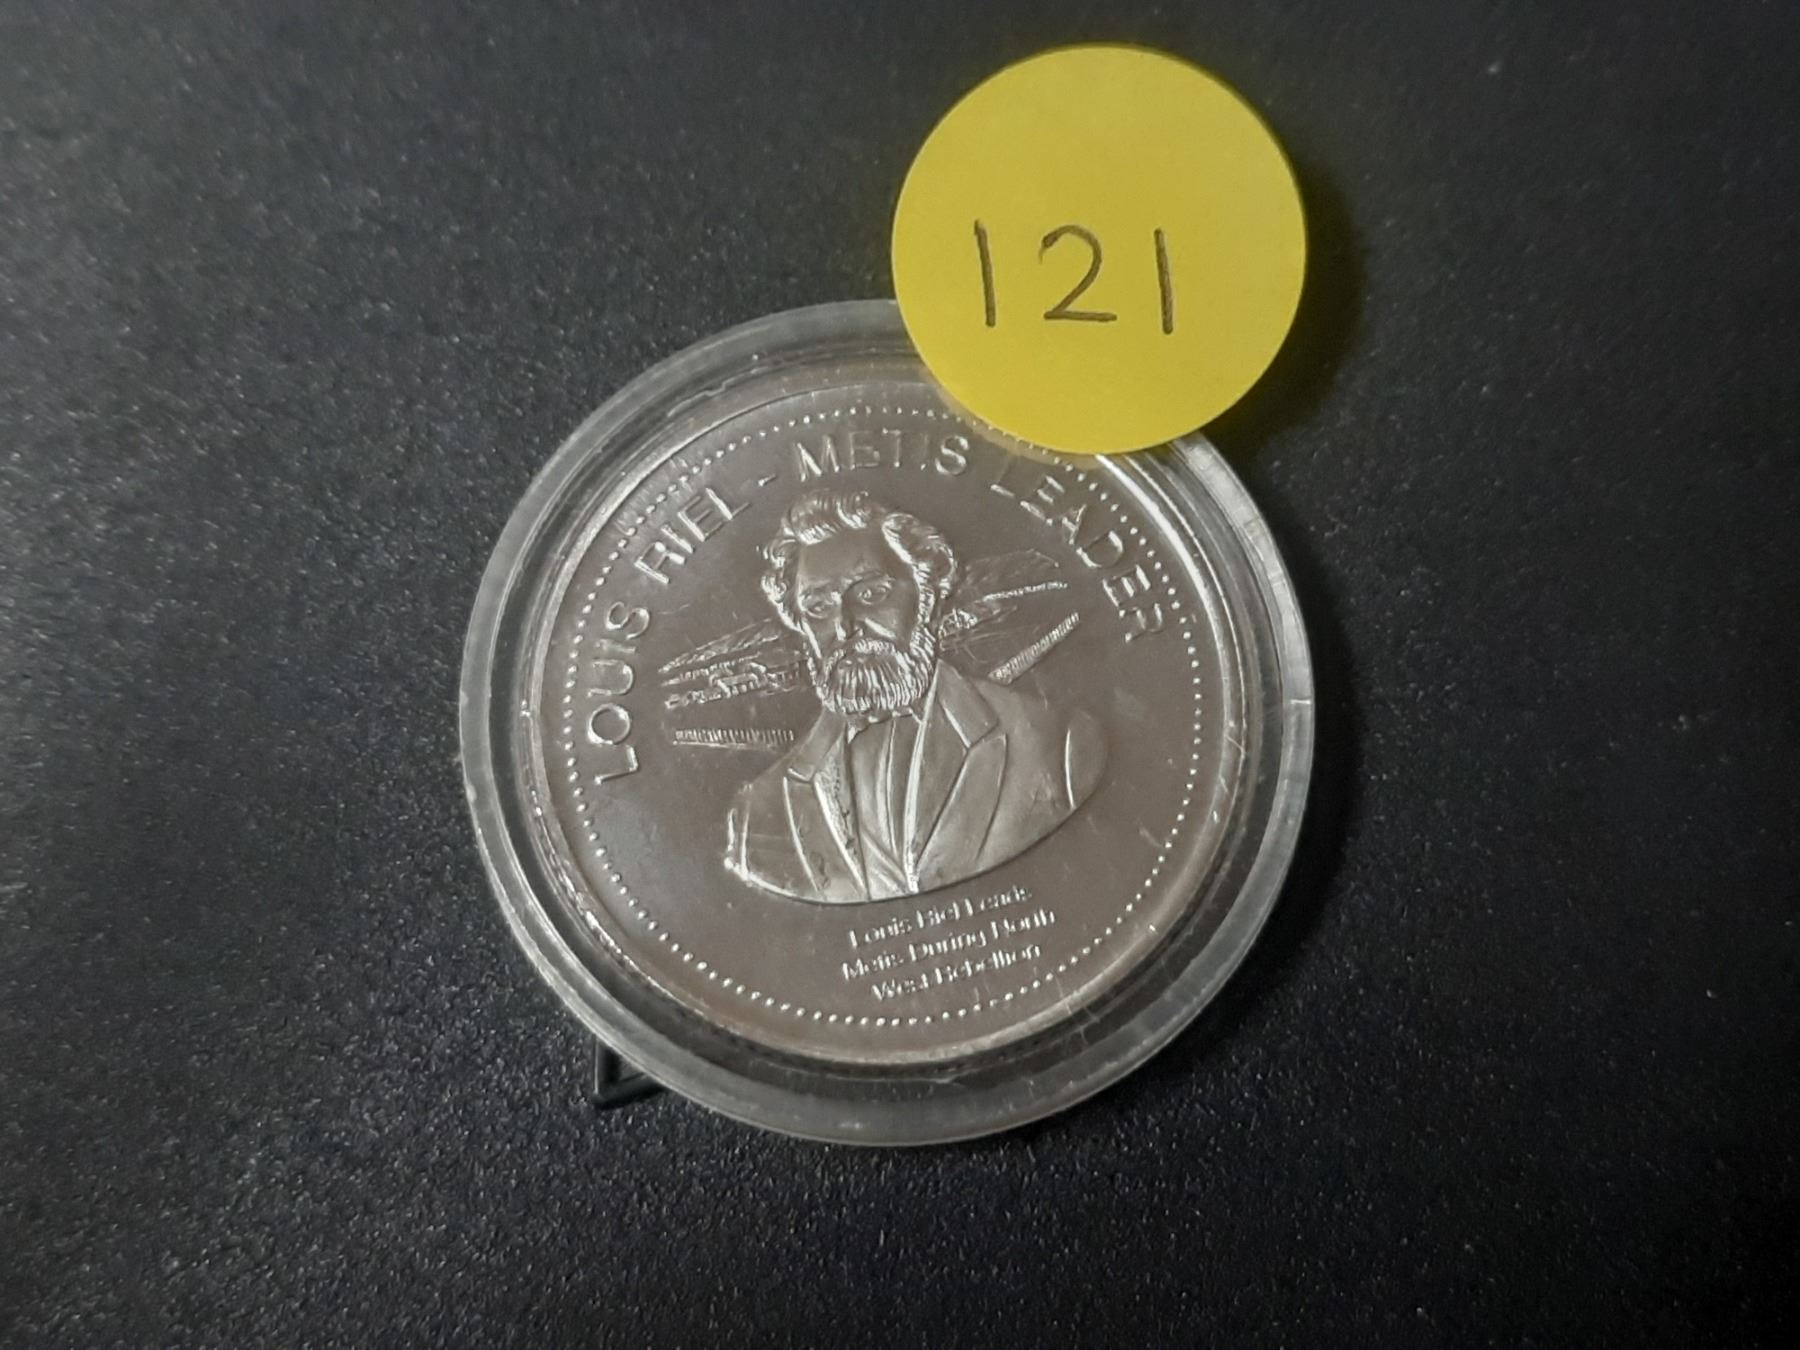 121
LOUIS RIEL - METIS LEADER
Louis Riel Leads
Metis During North
West Rebellion